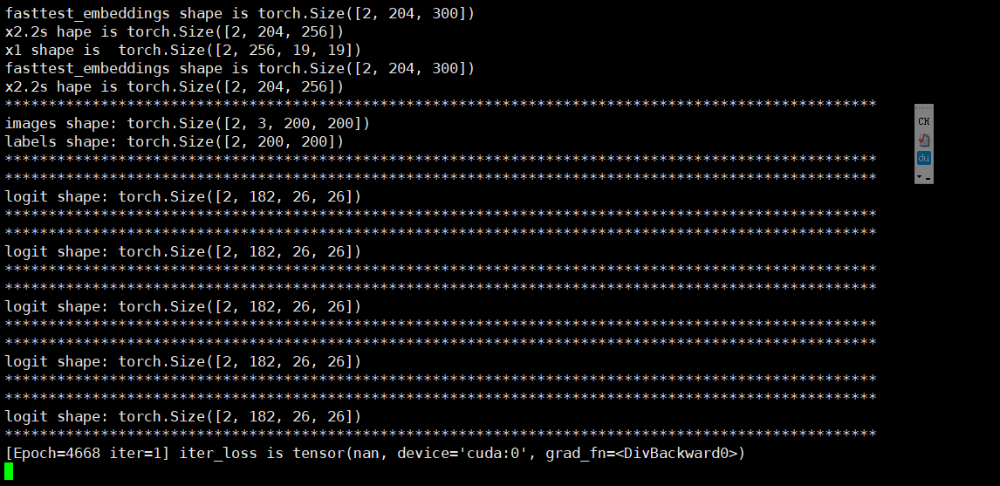 fasttest_embeddings shape is torch.Size([2, 204, 300])
x2.2s hape is torch.Size([2, 204, 256])
x1 shape is  torch.Size([2, 256, 19, 19])
fasttest_embeddings shape is torch.Size([2, 204, 300])
x2.2s hape is torch.Size([2, 204, 256])
****************************************************************************************************
images shape: torch.Size([2, 3, 200, 200])
labels shape: torch.Size([2, 200, 200])
****************************************************************************************************
****************************************************************************************************
logit shape: torch.Size([2, 182, 26, 26])
****************************************************************************************************
****************************************************************************************************
logit shape: torch.Size([2, 182, 26, 26])
****************************************************************************************************
****************************************************************************************************
logit shape: torch.Size([2, 182, 26, 26])
****************************************************************************************************
****************************************************************************************************
logit shape: torch.Size([2, 182, 26, 26])
****************************************************************************************************
****************************************************************************************************
logit shape: torch.Size([2, 182, 26, 26])
****************************************************************************************************
[Epoch=4668 iter=1] iter_loss is tensor(nan, device='cuda:0', grad_fn=<DivBackward0>)
CH
du